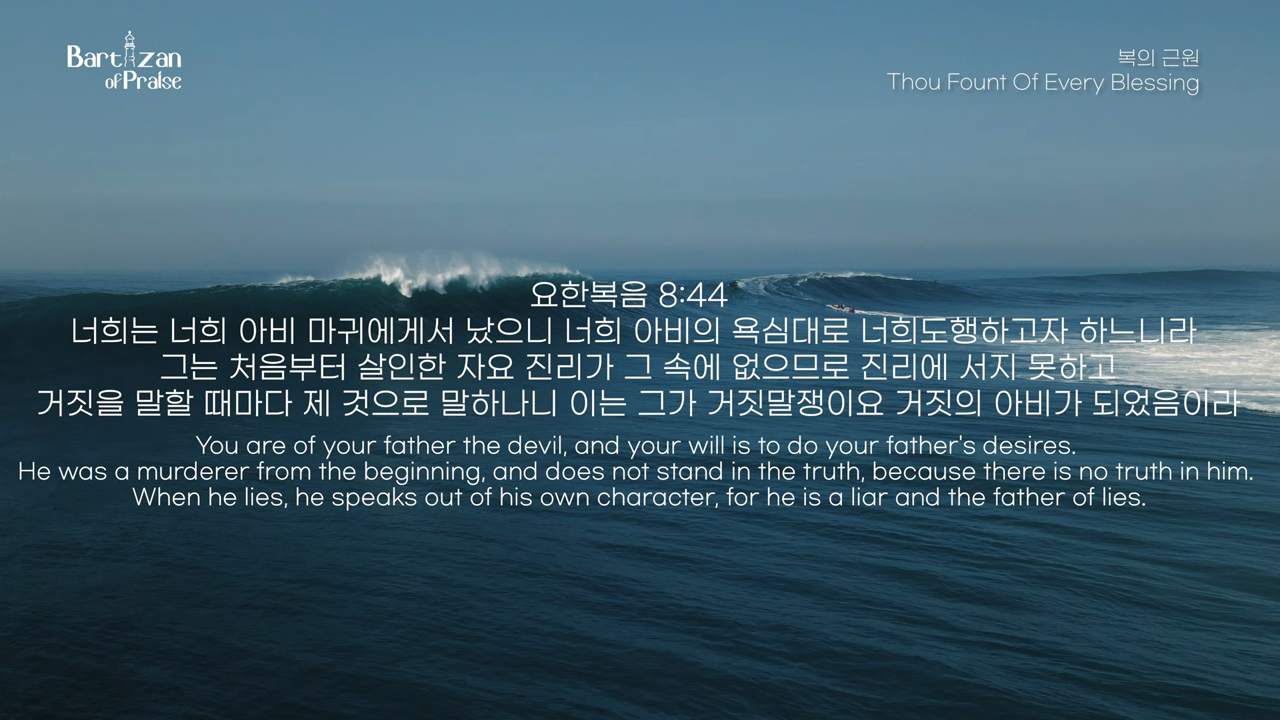 Bartizan
of Praise
복의 근원
Thou Fount Of Every Blessing
요한복음 8:44
너희는 너희 아비 마귀에게서 났으니 너희 아비의 욕심대로 너희도행하고자 하느니라
그는 처음부터 살인한 자요 진리가 그 속에 없으므로 진리에 서지 못하고
거짓을 말할 때마다 제 것으로 말하나니 이는 그가 거짓말쟁이요 거짓의 아비가 되었음이라
You are of your father the devil, and your will is to do your father's desires.
He was a murderer from the beginning, and does not stand in the truth, because there is no truth in him.
When he lies, he speaks out of his own character, for he is a liar and the father of lies.